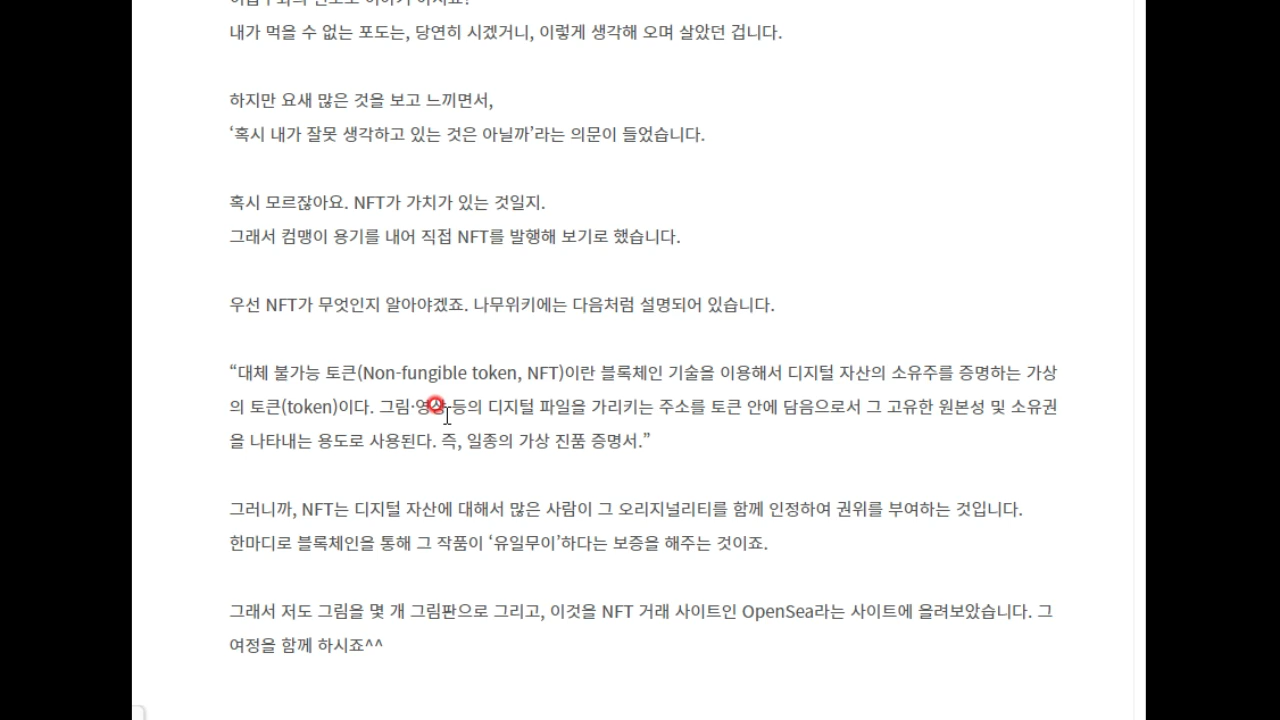 내가 먹을 수 없는 포도는, 당연히 시겠거니, 이렇게 생각해 오며 살았던 겁니다.
하지만 요새 많은 것을 보고 느끼면서,
‘혹시 내가 잘못 생각하고 있는 것은 아닐까’라는 의문이 들었습니다.
혹시 모르잖아요. NFT가 가치가 있는 것일지.
그래서 컴맹이 용기를 내어 직접 NFT를 발행해 보기로 했습니다.
우선 NFT가 무엇인지 알아야겠죠. 나무위키에는 다음처럼 설명되어 있습니다.
“대체 불가능 토큰(Non-fungible token, NFT)이란 블록체인 기술을 이용해서 디지털 자산의 소유주를 증명하는 가상
의 토큰(token)이다. 그림·영상 등의 디지털 파일을 가리키는 주소를 토큰 안에 담음으로서 그 고유한 원본성 및 소유권
을 나타내는 용도로 사용된다. 즉, 일종의 가상 진품 증명서.”
그러니까, NFT는 디지털 자산에 대해서 많은 사람이 그 오리지널리티를 함께 인정하여 권위를 부여하는 것입니다.
한마디로 블록체인을 통해 그 작품이 ‘유일무이’하다는 보증을 해주는 것이죠.
그래서 저도 그림을 몇 개 그림판으로 그리고, 이것을 NFT 거래 사이트인 OpenSea라는 사이트에 올려보았습니다. 그
여정을 함께 하시죠^^